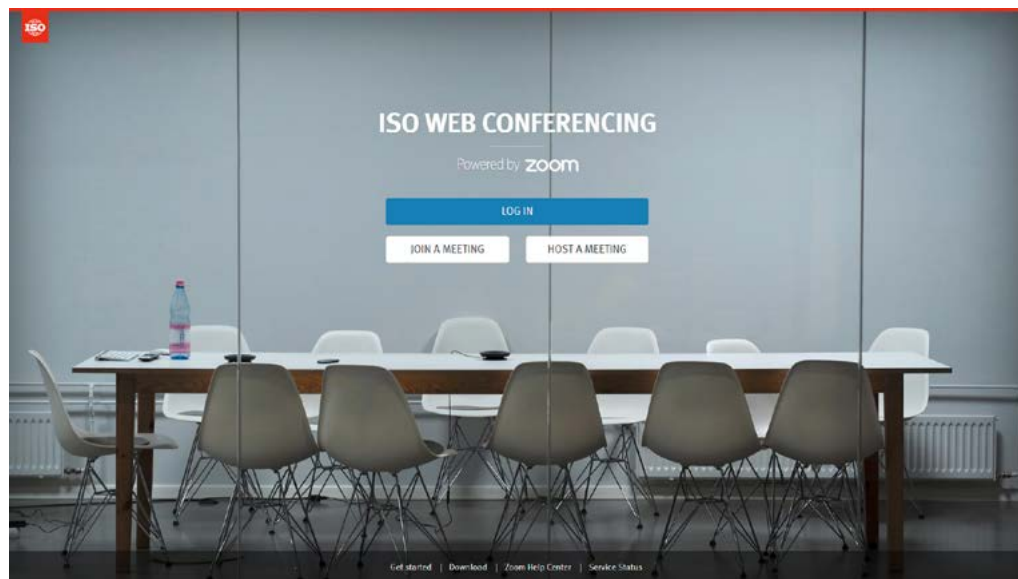 ISO
ISO WEB CONFERENCING
Powered by zoom
LOG IN
JOIN A MEETING HOST A MEETING
Get started | Download | Zoom Help Center | Service Status